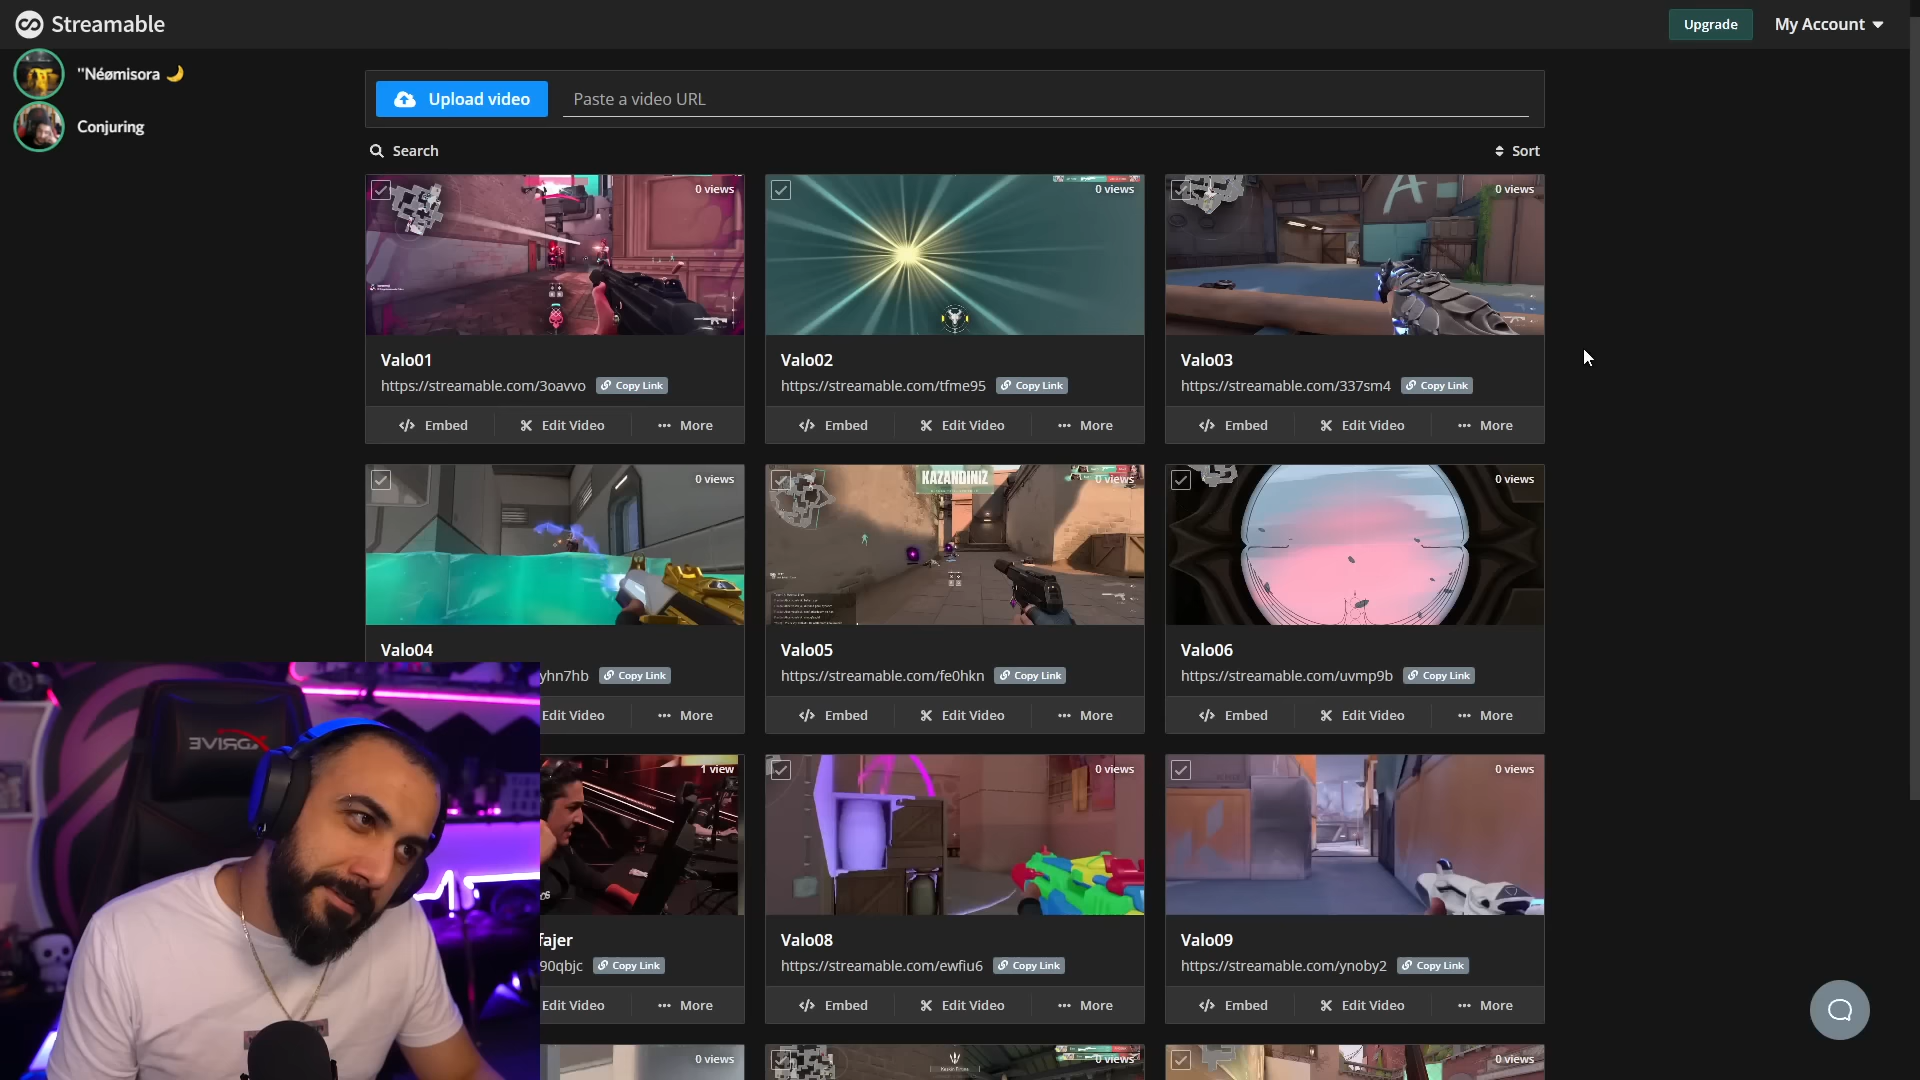 Streamable
Upgrade
My Account
"Néømisora 🌙
Conjuring
Upload video
Paste a video URL
Search
Sort
0 views
0 views
0 views
Valo01
https://streamable.com/3oavvo
Copy Link
Embed
Edit Video
More
Valo02
https://streamable.com/tfme95
Copy Link
Embed
Edit Video
More
Valo03
https://streamable.com/337sm4
Copy Link
Embed
Edit Video
More
0 views
KAZANDINIZ
0 views
0 views
Valo04
yhn7hb
Copy Link
Edit Video
More
Valo05
https://streamable.com/fe0hkn
Copy Link
Embed
Edit Video
More
Valo06
https://streamable.com/uvmp9b
Copy Link
Embed
Edit Video
More
1 view
0 views
0 views
fajer
90qbjc
Copy Link
Edit Video
More
Valo08
https://streamable.com/ewfiu6
Copy Link
Embed
Edit Video
More
Valo09
https://streamable.com/ynoby2
Copy Link
Embed
Edit Video
More
0 views
0 views
0 views